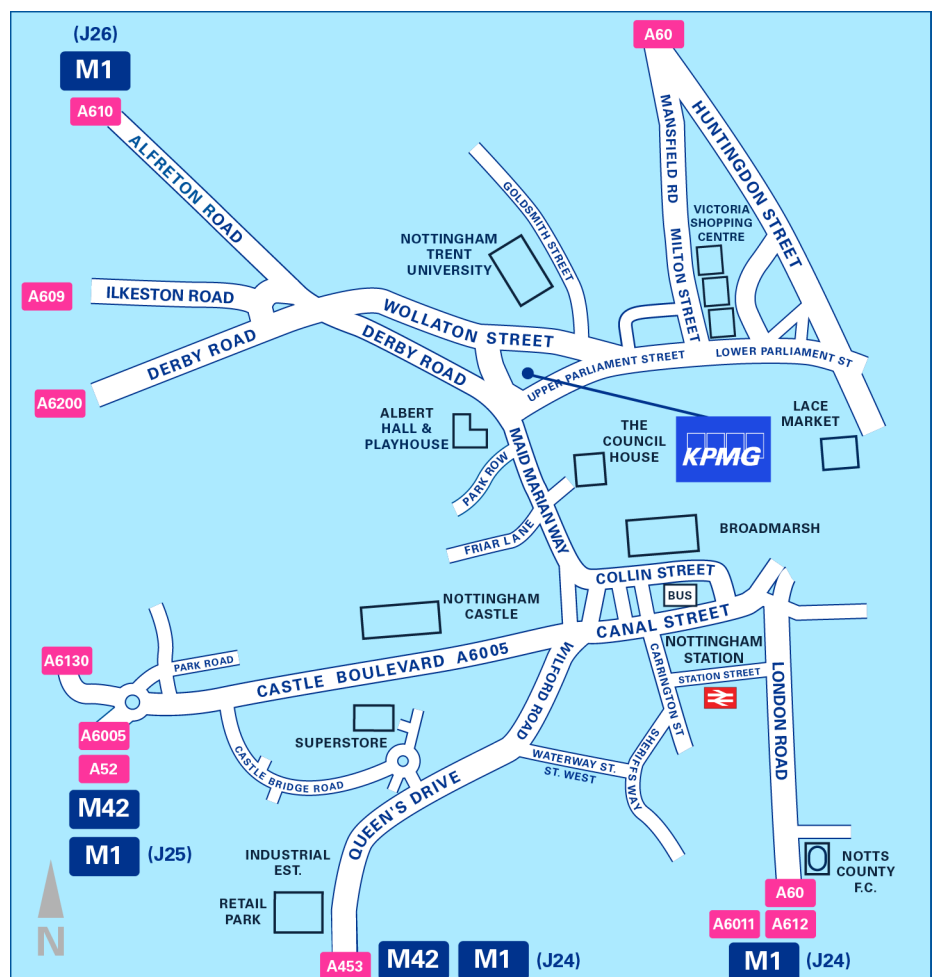 (J26)
M1
A610
A60
ALFRETON ROAD
MANSFIELD RD
HUNTINGDON STREET
GOLDSMITH STREET
VICTORIA
SHOPPING
CENTRE
NOTTINGHAM
TRENT
UNIVERSITY
MILTON STREET
A609
ILKESTON ROAD
WOLLATON STREET
DERBY ROAD
DERBY ROAD
UPPER PARLIAMENT STREET
LOWER PARLIAMENT ST
A6200
ALBERT
HALL &
PLAYHOUSE
THE
COUNCIL
HOUSE
KPMG
LACE
MARKET
MAID MARIAN WAY
PARK ROW
FRIAR LANE
BROADMARSH
COLLIN STREET
BUS
NOTTINGHAM
CASTLE
CANAL STREET
NOTTINGHAM
STATION
A6130
PARK ROAD
CASTLE BOULEVARD A6005
WILFORD ROAD
CARRINGTON ST
STATION STREET
LONDON ROAD
A6005
A52
M42
M1
(J25)
SUPERSTORE
CASTLE BRIDGE ROAD
WATERWAY ST.
ST. WEST
SHERIFFS WAY
QUEEN'S DRIVE
INDUSTRIAL
EST.
RETAIL
PARK
NOTTS
COUNTY
F.C.
N
A60
A6011
A612
A453
M42
M1
(J24)
M1
(J24)